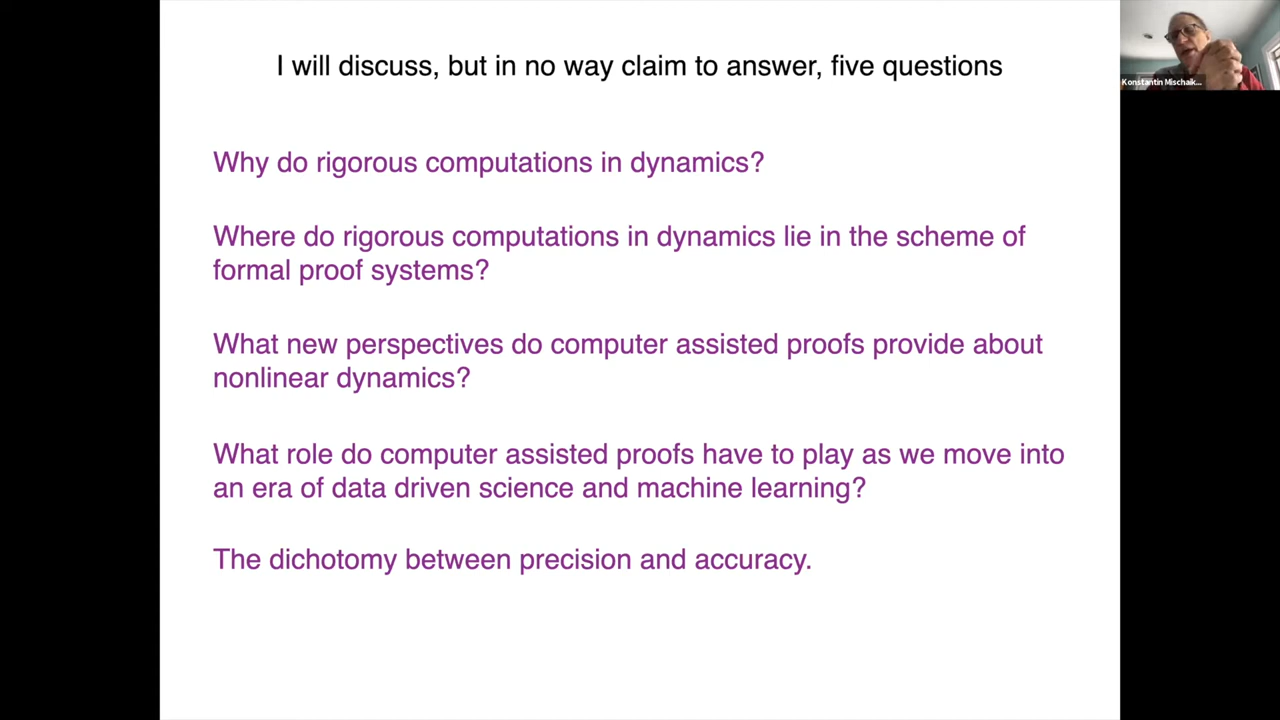 I will discuss, but in no way claim to answer, five questions
Konstantin Mischaik...
Why do rigorous computations in dynamics?
Where do rigorous computations in dynamics lie in the scheme of
formal proof systems?
What new perspectives do computer assisted proofs provide about
nonlinear dynamics?
What role do computer assisted proofs have to play as we move into
an era of data driven science and machine learning?
The dichotomy between precision and accuracy.